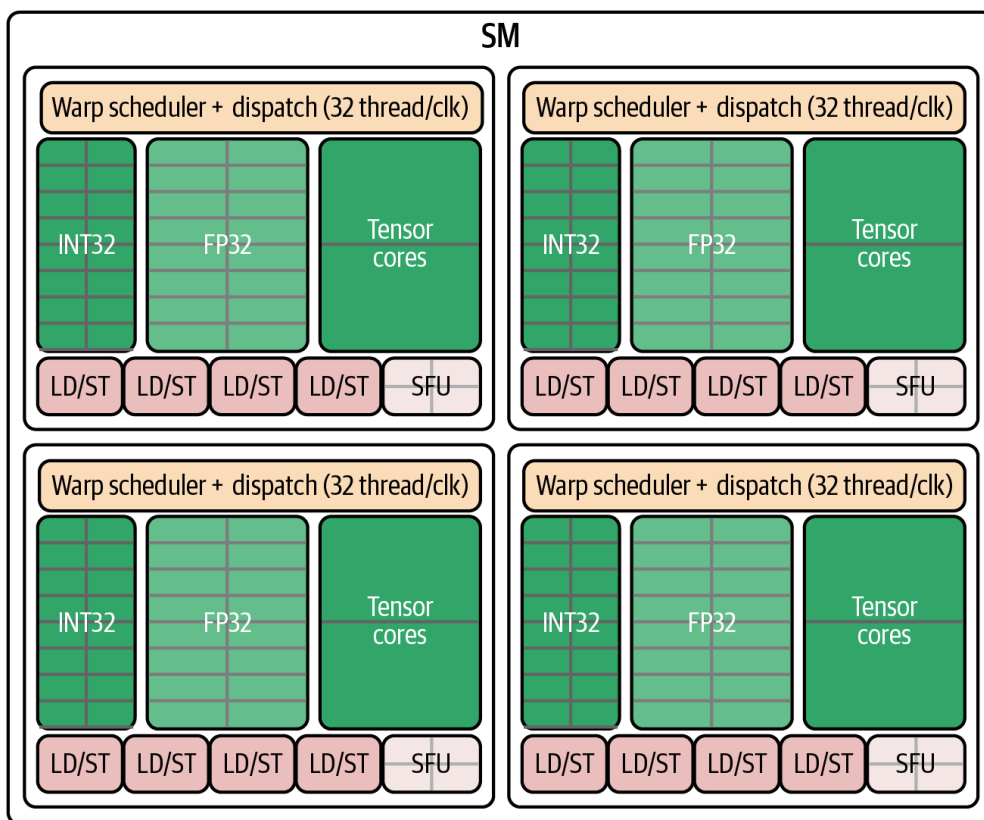 SM
Warp scheduler + dispatch (32 thread/clk)
INT32
FP32
Tensor
cores
LD/ST LD/ST LD/ST LD/ST SFU
Warp scheduler + dispatch (32 thread/clk)
INT32
FP32
Tensor
cores
LD/ST LD/ST LD/ST LD/ST SFU
Warp scheduler + dispatch (32 thread/clk)
INT32
FP32
Tensor
cores
LD/ST LD/ST LD/ST LD/ST SFU
Warp scheduler + dispatch (32 thread/clk)
INT32
FP32
Tensor
cores
LD/ST LD/ST LD/ST LD/ST SFU